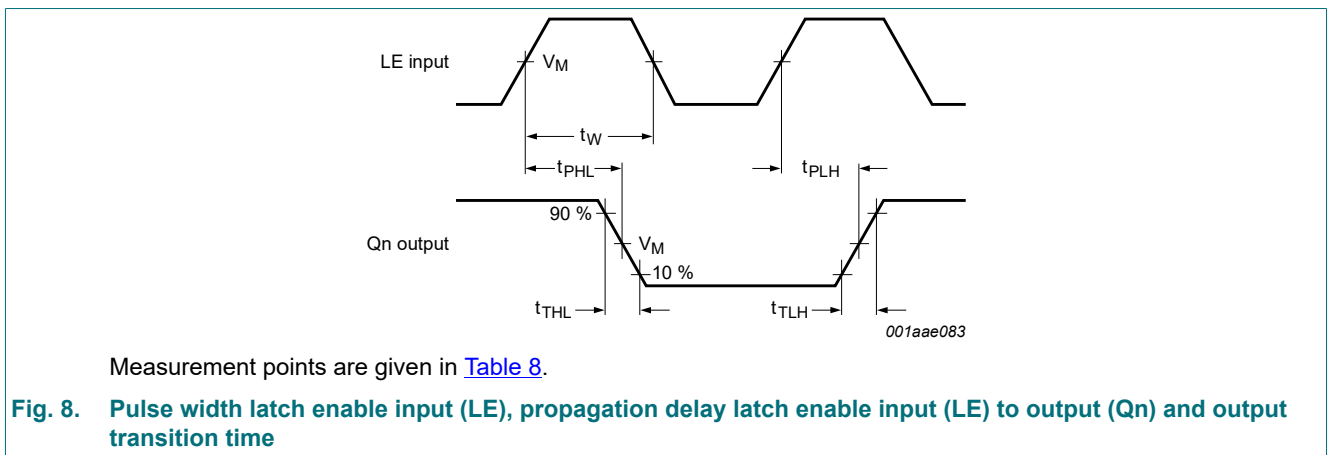 LE input
VM
tW
tPHL
tPLH
90 %
Qn output
VM
10 %
tTHL
tTLH
001aae083
Measurement points are given in Table 8.
Fig. 8. Pulse width latch enable input (LE), propagation delay latch enable input (LE) to output (Qn) and output
transition time